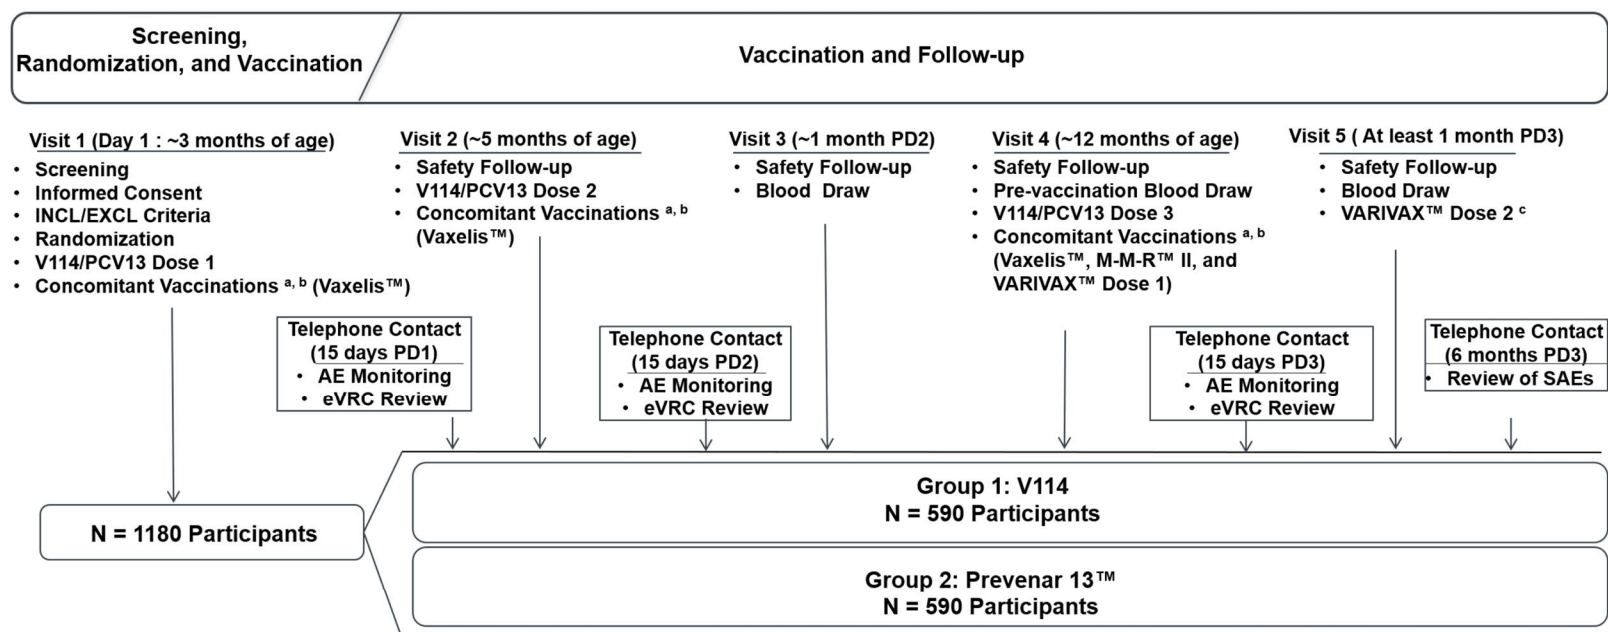 Screening,
Randomization, and Vaccination
Vaccination and Follow-up
Visit 1 (Day 1 : ~3 months of age)
• Screening
• Informed Consent
• INCL/EXCL Criteria
• Randomization
• V114/PCV13 Dose 1
• Concomitant Vaccinations a, b (Vaxelis™)
Visit 2 (~5 months of age)
• Safety Follow-up
• V114/PCV13 Dose 2
• Concomitant Vaccinations a, b
(Vaxelis™)
Visit 3 (~1 month PD2)
• Safety Follow-up
• Blood Draw
Visit 4 (~12 months of age)
• Safety Follow-up
• Pre-vaccination Blood Draw
• V114/PCV13 Dose 3
• Concomitant Vaccinations a, b
(Vaxelis™, M-M-R™ II, and
VARIVAX™ Dose 1)
Visit 5 ( At least 1 month PD3)
• Safety Follow-up
• Blood Draw
• VARIVAX™ Dose 2 c
Telephone Contact
(15 days PD1)
• AE Monitoring
• eVRC Review
Telephone Contact
(15 days PD2)
• AE Monitoring
• eVRC Review
Telephone Contact
(15 days PD3)
• AE Monitoring
• eVRC Review
Telephone Contact
(6 months PD3)
• Review of SAEs
N = 1180 Participants
Group 1: V114
N = 590 Participants
Group 2: Prevenar 13™
N = 590 Participants